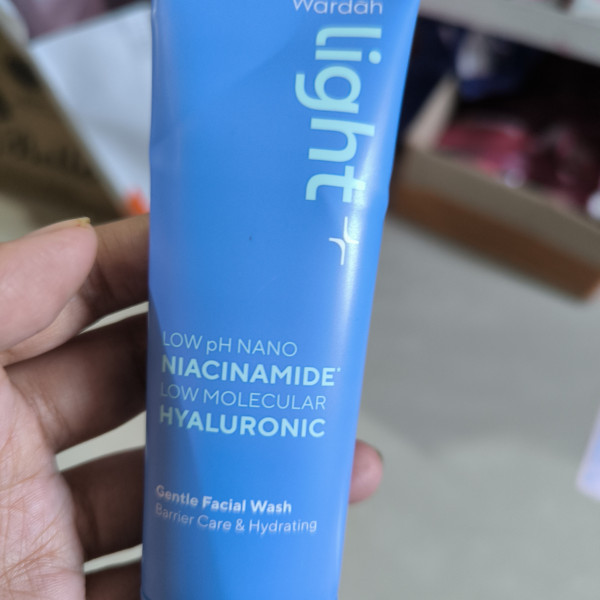 Wardah
light+
LOW pH NANO
NIACINAMIDE*
LOW MOLECULAR
HYALURONIC
Gentle Facial Wash
Barrier Care & Hydrating